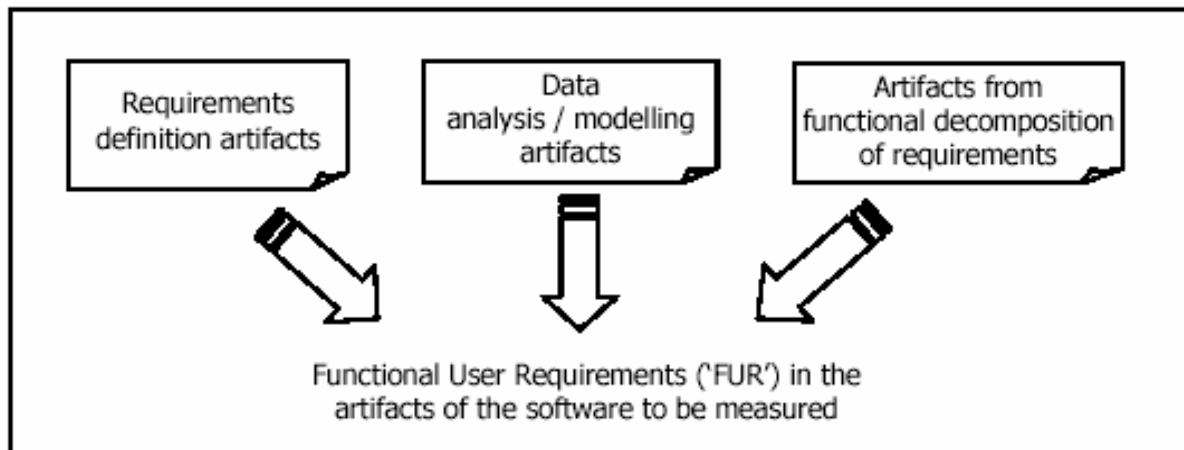 Requirements
definition artifacts
Data
analysis / modelling
artifacts
Artifacts from
functional decomposition
of requirements
Functional User Requirements (‘FUR’) in the
artifacts of the software to be measured